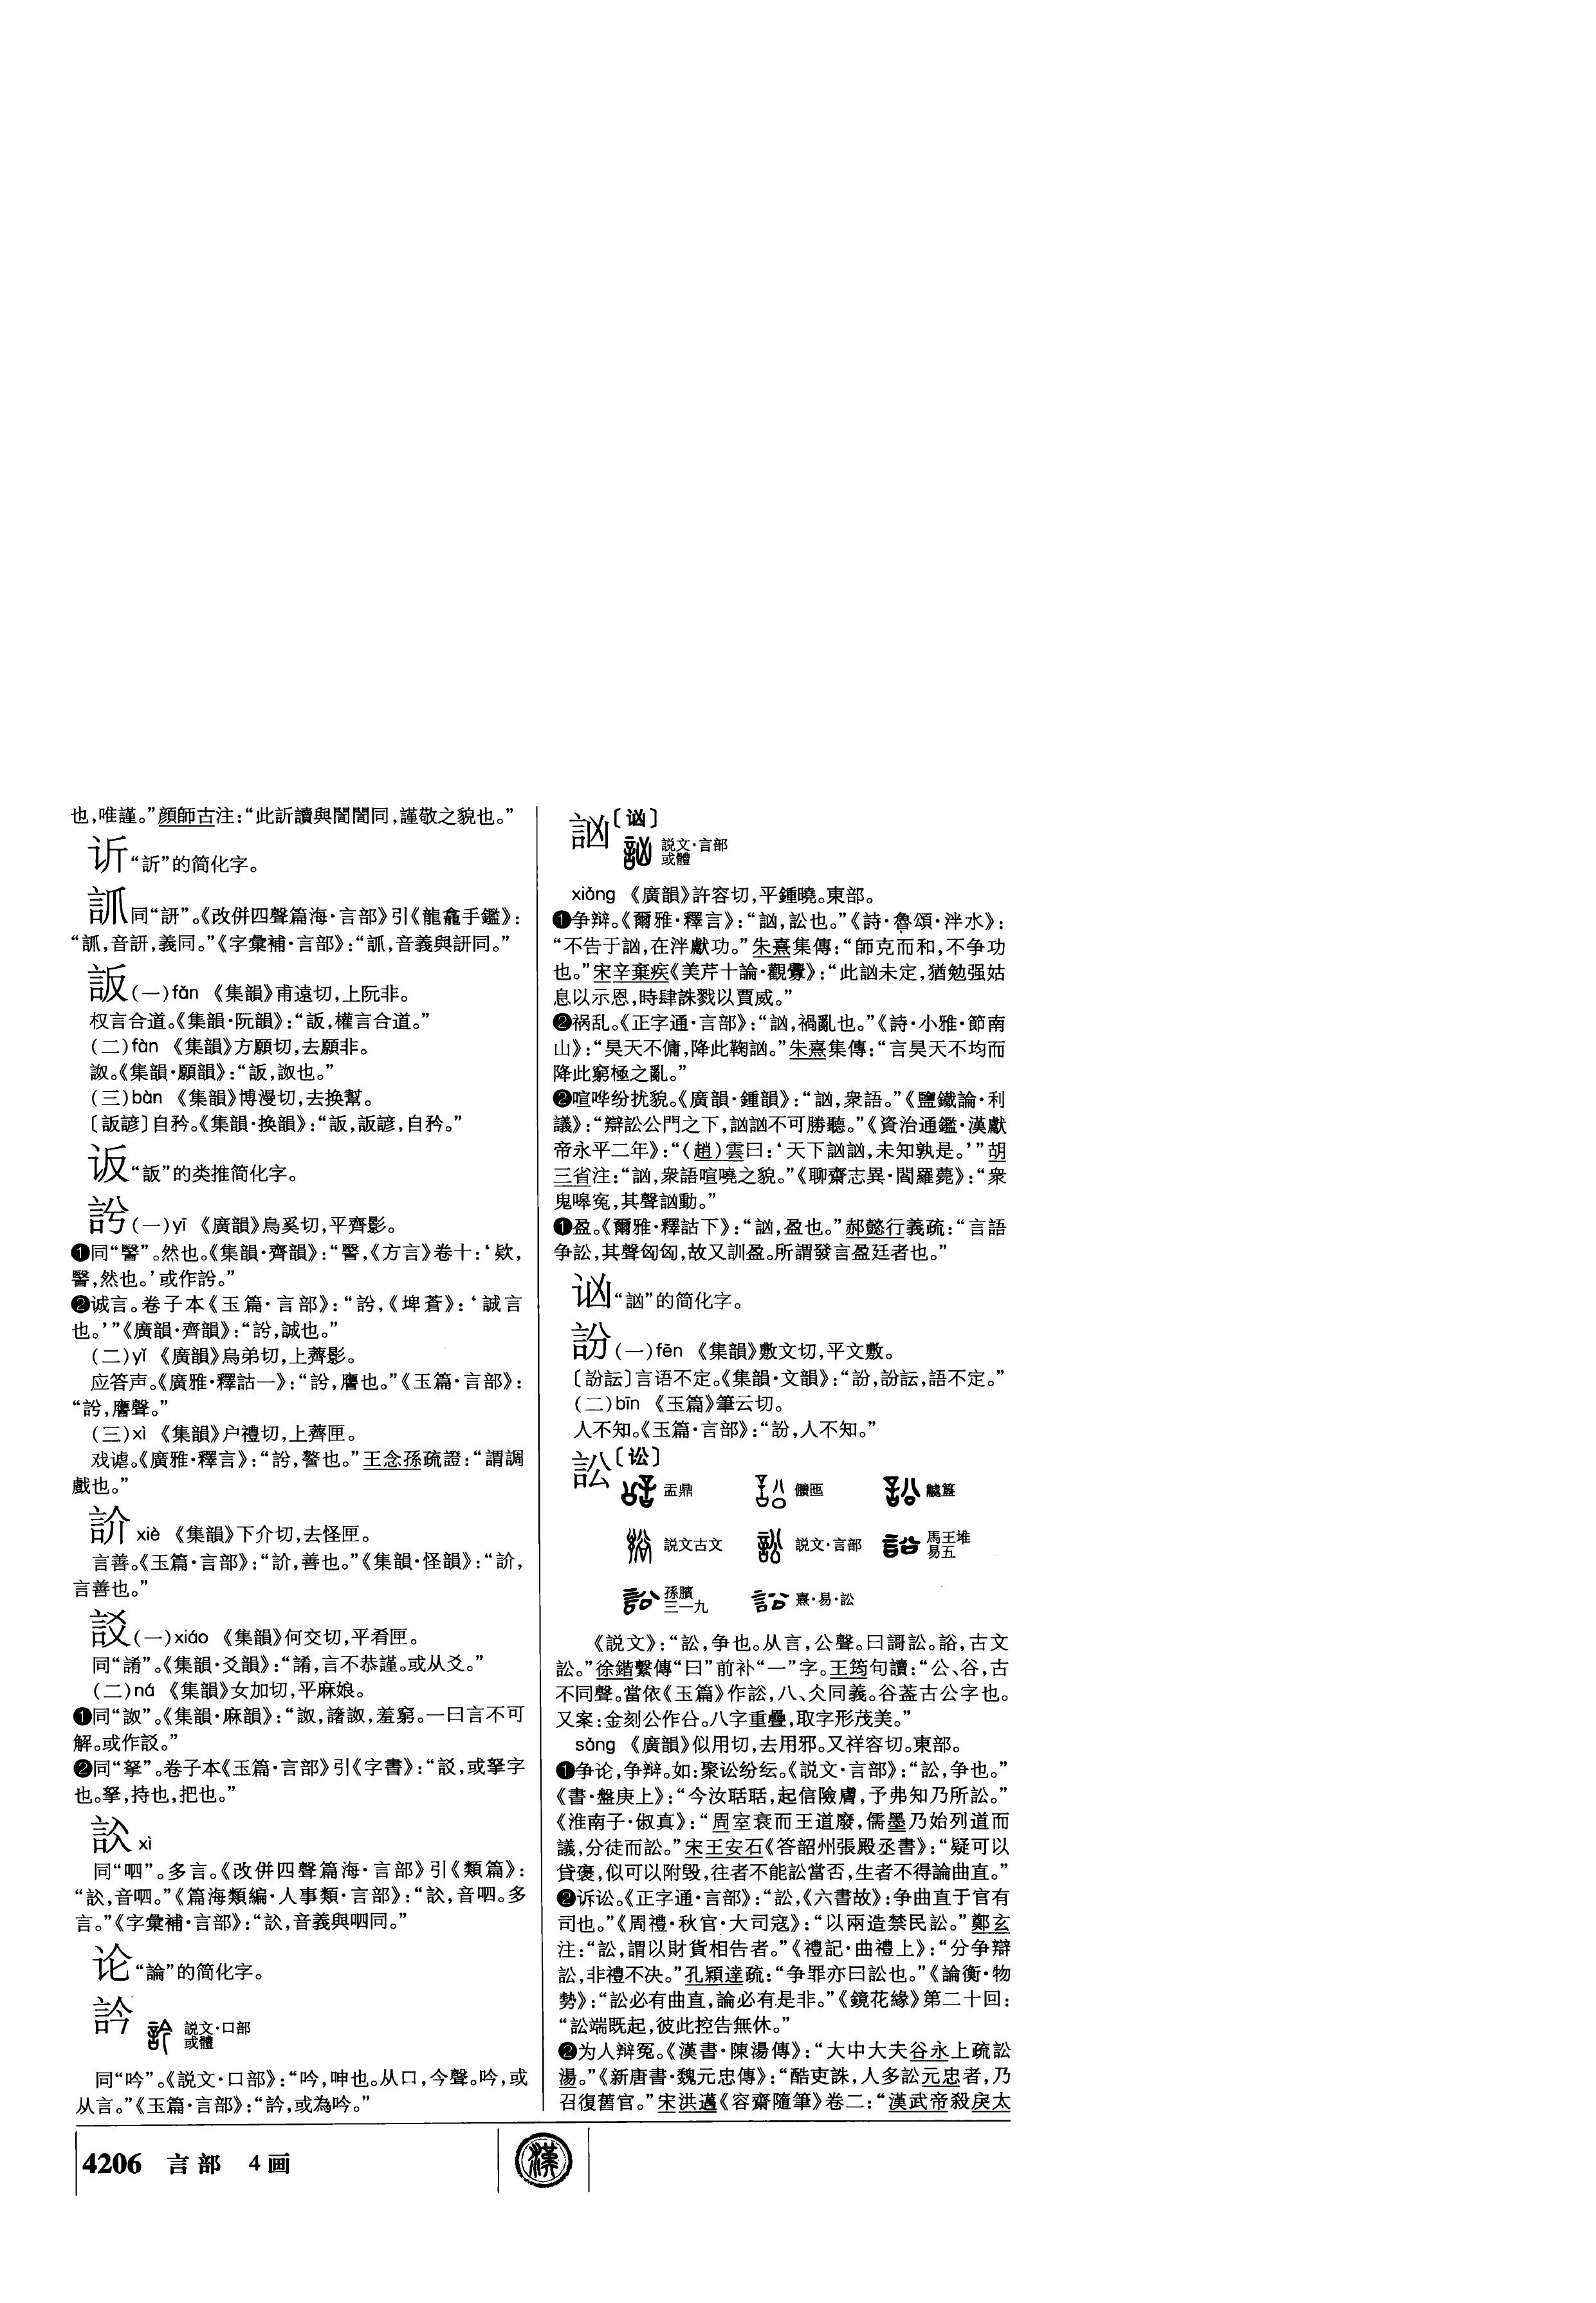 也，唯謹。”顔師古注：“此訢讀與誾誾同，謹敬之貌也。”
䜣“訢”的简化字。
同“訝”。《改併四聲篇海·言部》引《龍龕手鑑》：
音訝，義同。”《字彙補·言部》：音義與訝同。”
訯(一)fǎn 《集韻》甫遠切，上阮非。
权言合道。《集韻·阮韻》：“訯，權言合道。”
(二)fàn 《集韻》方願切，去願非。
詉。《集韻·願韻》：“訯，詉也。”
(三)bàn 《集韻》博漫切，去换幫。
〔訯諺〕自矜。《集韻·换韻》：“訯，訯諺，自矜。”
“訯”的类推简化字。
䚷(一)yī 《廣韻》烏奚切，平齊影。
❶同“瞖”。然也。《集韻·齊韻》：《方言》卷十：‘欸，
然也。’或作䚷。”
❷诚言。卷子本《玉篇·言部》：“䚷，《埤蒼》：‘誠言
也。’”《廣韻·齊韻》：“䚷，誠也。”
(二)yǐ 《廣韻》烏弟切，上薺影。
应答声。《廣雅·釋詁一》：“䚷，譍也。”《玉篇·言部》：
“䚷，譍聲。”
(三)xì 《集韻》户禮切，上薺匣。
戏谑。《廣雅·釋言》：“䚷，謷也。”王念孫疏證：“謂調
戲也。”
䚸 xiè 《集韻》下介切，去怪匣。
言善。《玉篇·言部》：“䚸，善也。”《集韻·怪韻》：“䚸，
言善也。”
訤(一)xiáo 《集韻》何交切，平肴匣。
同“誵”。《集韻·爻韻》：“誵，言不恭謹。或从爻。”
(二)ná 《集韻》女加切，平麻娘。
❶同“詉”。《集韻·麻韻》：“詉，譇詉，羞窮。一曰言不可
解。或作訤。”
❷同“拏”。卷子本《玉篇·言部》引《字書》：“訤，或拏字
也。拏，持也，把也。”
xì
同“呬”。多言。《改併四聲篇海·言部》引《類篇》：
音呬。”《篇海類編·人事類·言部》：音呬。多
言。”《字彙補·言部》：音義與呬同。”
论“論”的简化字。
訡
説文·口部
或體
同“吟”。《説文·口部》：“吟，呻也。从口，今聲。訡，或
从言。”《玉篇·言部》：“訡，或為吟。”
訩〔讻〕
説文·言部
或體
xiōng 《廣韻》許容切，平鍾曉。東部。
❶争辩。《爾雅·釋言》：“訩，訟也。”《詩·魯頌·泮水》：
“不告于訩，在泮獻功。”朱熹集傳：“師克而和，不争功
也。”宋辛棄疾《美芹十論·觀釁》：“此訩未定，猶勉强姑
息以示恩，時肆誅戮以賈威。”
❷祸乱。《正字通·言部》：“訩，禍亂也。”《詩·小雅·節南
山》：“昊天不傭，降此鞠訩。”朱熹集傳：“言昊天不均而
降此窮極之亂。”
❷喧哗纷扰貌。《廣韻·鍾韻》：“訩，衆語。”《鹽鐵論·利
議》：“辯訟公門之下，訩訩不可勝聽。”《資治通鑑·漢獻
帝永平二年》：“(趙)雲曰：‘天下訩訩，未知孰是。’”胡
三省注：“訩，衆語喧嘵之貌。”《聊齋志異·閻羅薨》：“衆
鬼嗥寃，其聲訩動。”
❶盈。《爾雅·釋詁下》：“訩，盈也。”郝懿行義疏：“言語
争訟，其聲匈匈，故又訓盈。所謂發言盈廷者也。”
讻“訩”的简化字。
訜(一)fēn 《集韻》敷文切，平文敷。
〔訜訁云〕言语不定。《集韻·文韻》：“訜，訜䚲，語不定。”
(二)bīn 《玉篇》筆云切。
人不知。《玉篇·言部》：“訜，人不知。”
訟〔讼〕
盂鼎 儥匜
説文古文 説文·言部 馬王堆
易五
孫臏
三一九 熹·易·訟
《説文》：“訟，争也。从言，公聲。曰謌訟。䛦，古文
訟。”徐鍇繫傳“曰”前补“一”字。王筠句讀：“公、谷，古
不同聲。當依《玉篇》作䛦，八、仌同義。谷葢古公字也。
又案：金刻公作㕣。八字重疊，取字形茂美。”
sòng 《廣韻》似用切，去用邪。又祥容切。東部。
❶争论，争辩。如：聚讼纷纭。《説文·言部》：“訟，争也。”
《書·盤庚上》：“今汝聒聒，起信險膚，予弗知乃所訟。”
《淮南子·俶真》：“周室衰而王道廢，儒墨乃始列道而
議，分徒而訟。”宋王安石《答韶州張殿丞書》：“疑可以
貸褒，似可以附毁，往者不能訟當否，生者不得論曲直。”
❷诉讼。《正字通·言部》：“訟，《六書故》：争曲直于官有
司也。”《周禮·秋官·大司寇》：“以兩造禁民訟。”鄭玄
注：“訟，謂以財貨相告者。”《禮記·曲禮上》：“分争辯
訟，非禮不决。”孔穎達疏：“争罪亦曰訟也。”《論衡·物
勢》：“訟必有曲直，論必有是非。”《鏡花緣》第二十回：
“訟端既起，彼此控告無休。”
❷为人辩冤。《漢書·陳湯傳》：“大中大夫谷永上疏訟
湯。”《新唐書·魏元忠傳》：“酷吏誅，人多訟元忠者，乃
召復舊官。”宋洪邁《容齋隨筆》卷二：“漢武帝殺戾太
4206 言部 4画
漢